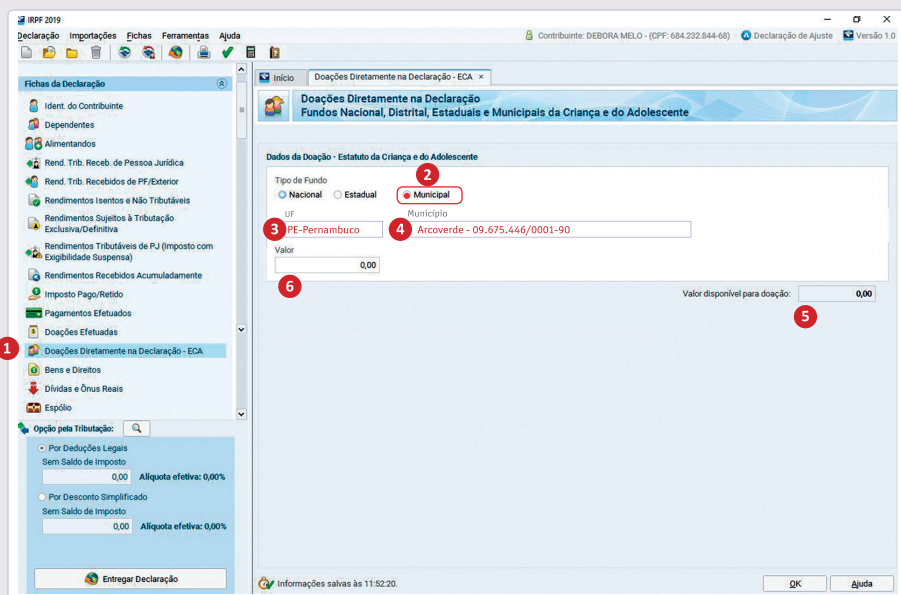 IRPF 2019
Declaração Importações Fichas Ferramentas Ajuda
Contribuinte: DEBORA MELO - (CPF: 684.232.844-68) Declaração de Ajuste Versão 1.0
Fichas da Declaração
Ident. do Contribuinte
Dependentes
Alimentandos
Rend. Trib. Receb. de Pessoa Jurídica
Rend. Trib. Recebidos de PF/Exterior
Rendimentos Isentos e Não Tributáveis
Rendimentos Sujeitos à Tributação
Exclusiva/Definitiva
Rendimentos Tributáveis de PJ (Imposto com
Exigibilidade Suspensa)
Rendimentos Recebidos Acumuladamente
Imposto Pago/Retido
Pagamentos Efetuados
Doações Efetuadas
1 Doações Diretamente na Declaração - ECA
Bens e Direitos
Dívidas e Ônus Reais
Espólio
Opção pela Tributação:
Por Deduções Legais
Sem Saldo de Imposto
0,00 Alíquota efetiva: 0,00%
Por Desconto Simplificado
Sem Saldo de Imposto
0,00 Alíquota efetiva: 0,00%
Entregar Declaração
Início Doações Diretamente na Declaração - ECA ×
Doações Diretamente na Declaração
Fundos Nacional, Distrital, Estaduais e Municipais da Criança e do Adolescente
Dados da Doação - Estatuto da Criança e do Adolescente
Tipo de Fundo
2
Nacional Estadual Municipal
UF Município
3 PE-Pernambuco 4 Arcoverde - 09.675.446/0001-90
Valor
0,00
6
Valor disponível para doação: 0,00
5
Informações salvas às 11:52:20.
OK Ajuda